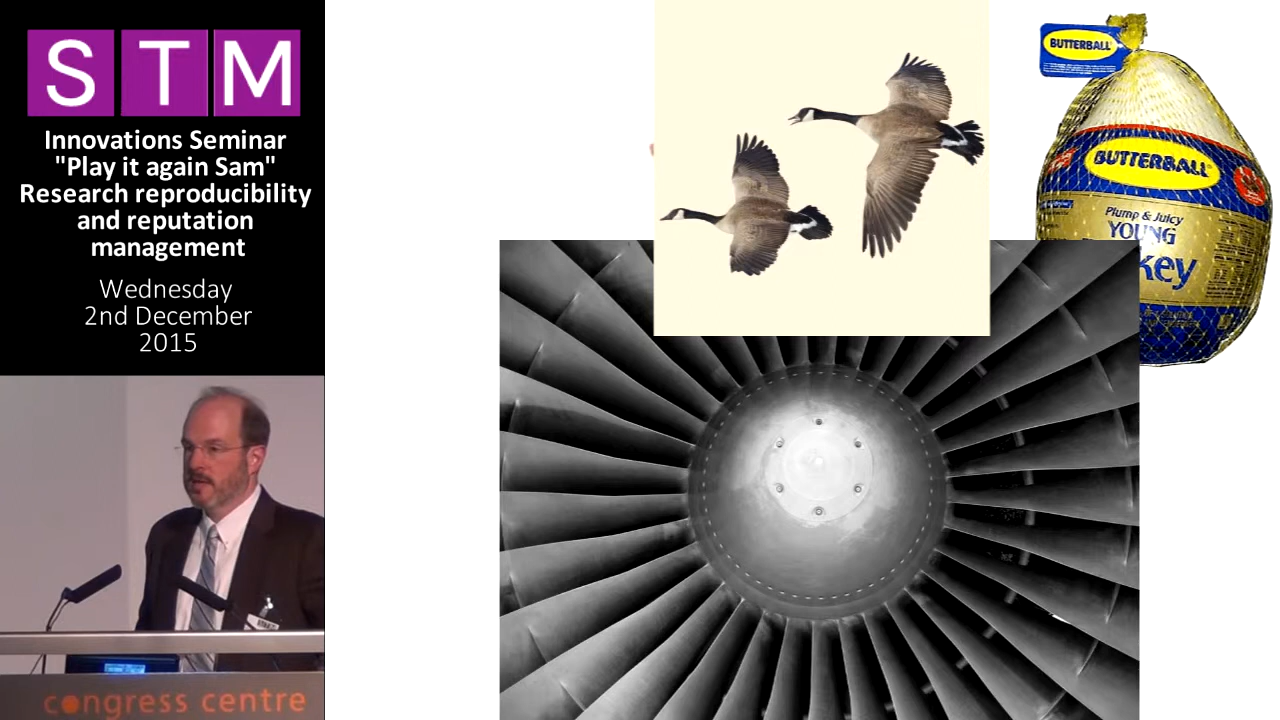 STM
Innovations Seminar
"Play it again Sam"
Research reproducibility
and reputation
management
Wednesday
2nd December
2015
congress centre
BUTTERBALL
BUTTERBALL
Plump & Juicy
YOUNG
key